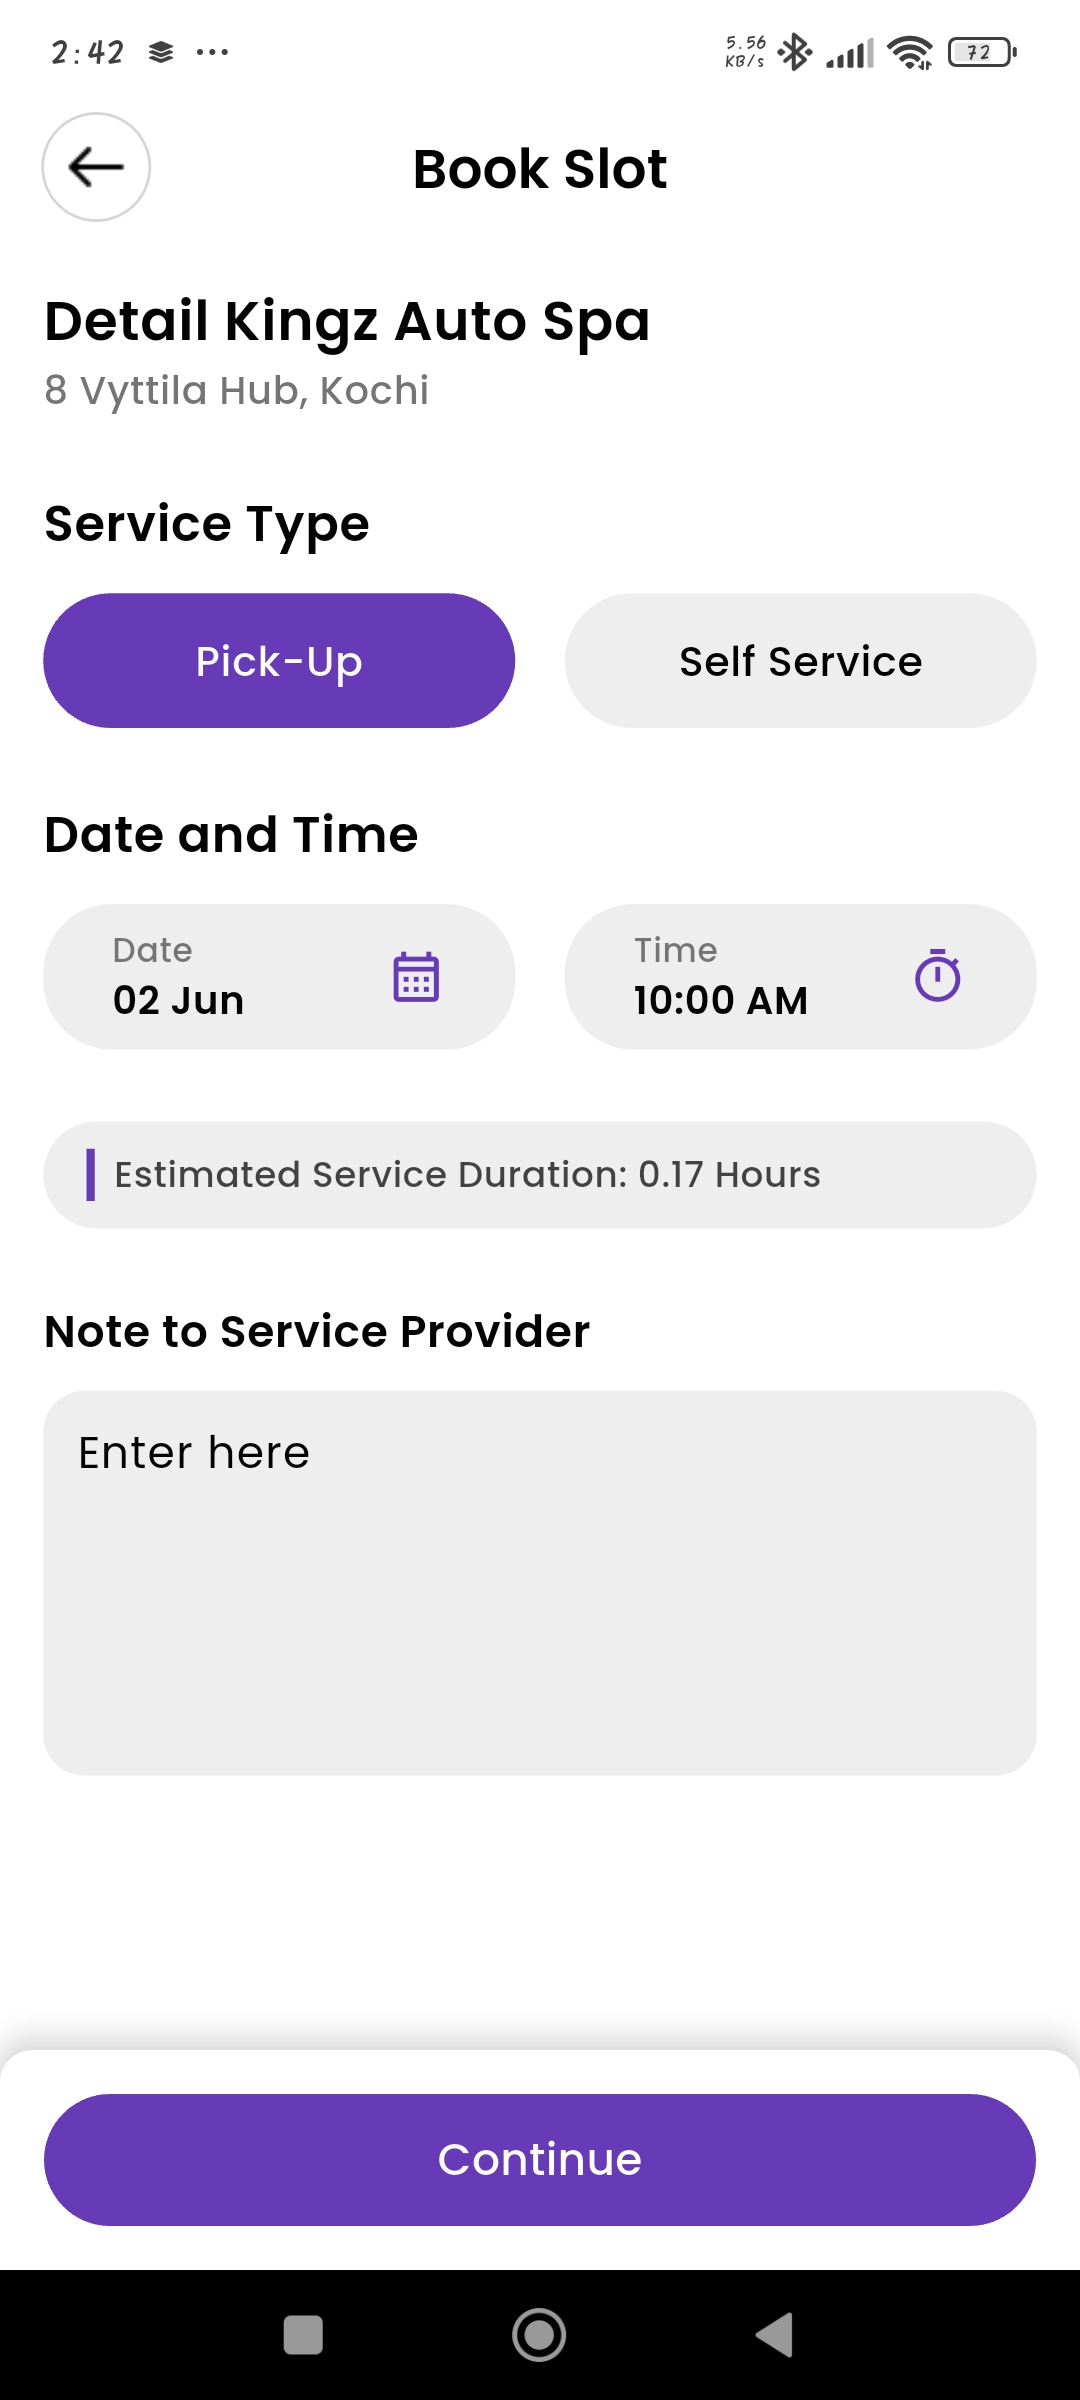 2:42
5.56
KB/s
72
Book Slot
Detail Kingz Auto Spa
8 Vyttila Hub, Kochi
Service Type
Pick-Up
Self Service
Date and Time
Date
02 Jun
Time
10:00 AM
Estimated Service Duration: 0.17 Hours
Note to Service Provider
Enter here
Continue